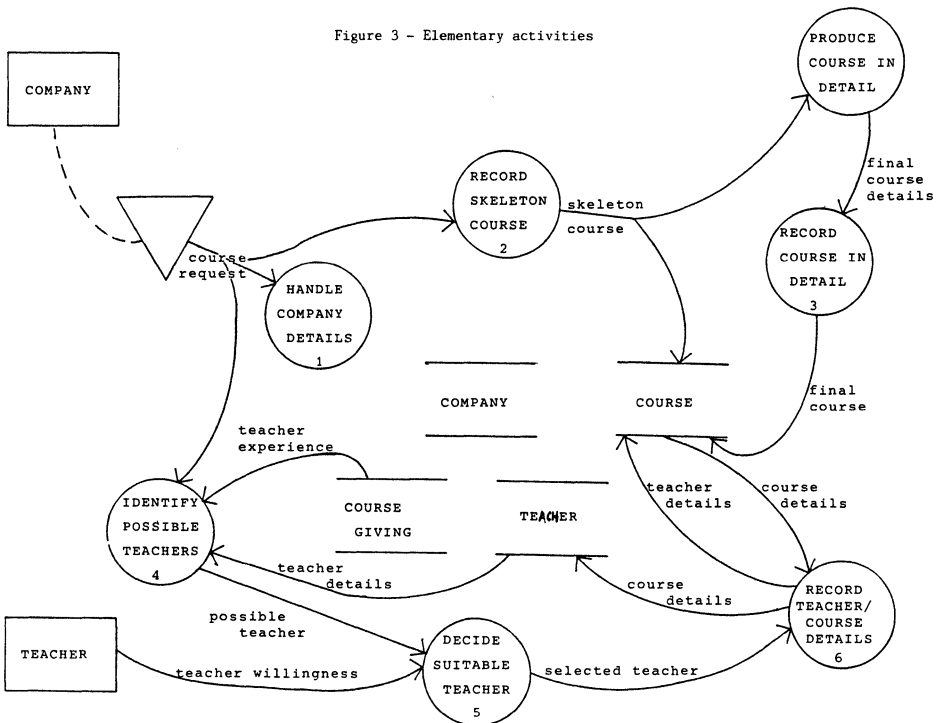 Figure 3 - Elementary activities
COMPANY
PRODUCE
COURSE IN
DETAIL
RECORD
SKELETON
COURSE
2
skeleton
course
final
course
details
course
request
RECORD
COURSE IN
DETAIL
3
HANDLE
COMPANY
DETAILS
1
COMPANY
COURSE
final
course
teacher
experience
IDENTIFY
POSSIBLE
TEACHERS
4
COURSE
GIVING
TEACHER
teacher
details
course
details
teacher
details
course
details
RECORD
TEACHER/
COURSE
DETAILS
6
possible
teacher
TEACHER
teacher willingness
DECIDE
SUITABLE
TEACHER
5
selected teacher